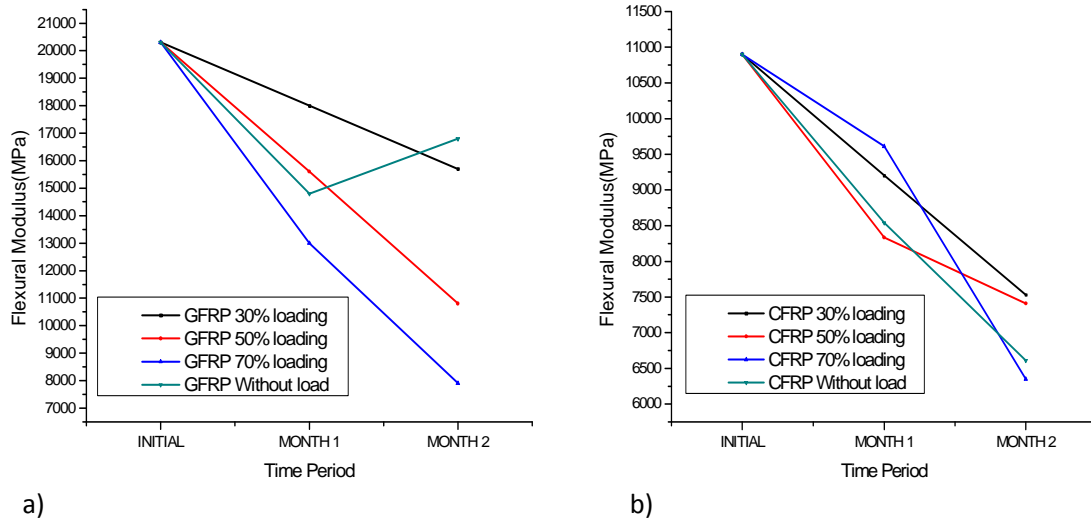 21000
20000
19000
18000
17000
16000
15000
14000
13000
12000
11000
10000
9000
8000
7000
Flexural Modulus(MPa)
GFRP 30% loading
GFRP 50% loading
GFRP 70% loading
GFRP Without load
INITIAL MONTH 1 MONTH 2
Time Period
a)
11000
10500
10000
9500
9000
8500
8000
7500
7000
6500
6000
Flexural Modulus(MPa)
CFRP 30% loading
CFRP 50% loading
CFRP 70% loading
CFRP Without load
INITIAL MONTH 1 MONTH 2
Time Period
b)